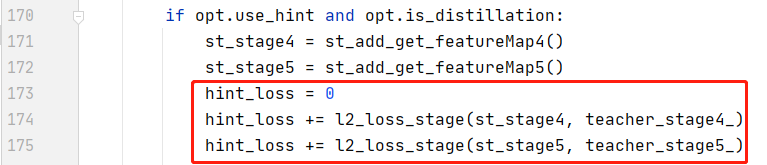 170 if opt.use_hint and opt.is_distillation:
171 st_stage4 = st_add_get_featureMap4()
172 st_stage5 = st_add_get_featureMap5()
173 hint_loss = 0
174 hint_loss += l2_loss_stage(st_stage4, teacher_stage4_)
175 hint_loss += l2_loss_stage(st_stage5, teacher_stage5_)